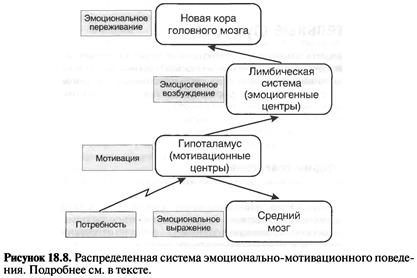 Эмоциональное
переживание
Новая кора
головного мозга
Эмоциогенное
возбуждение
Лимбическая
система
(эмоциогенные
центры)
Мотивация
Гипоталамус
(мотивационные
центры)
Потребность
Эмоциональное
выражение
Средний
мозг
Рисунок 18.8. Распределенная система эмоционально-мотивационного поведе-
ния. Подробнее см. в тексте.